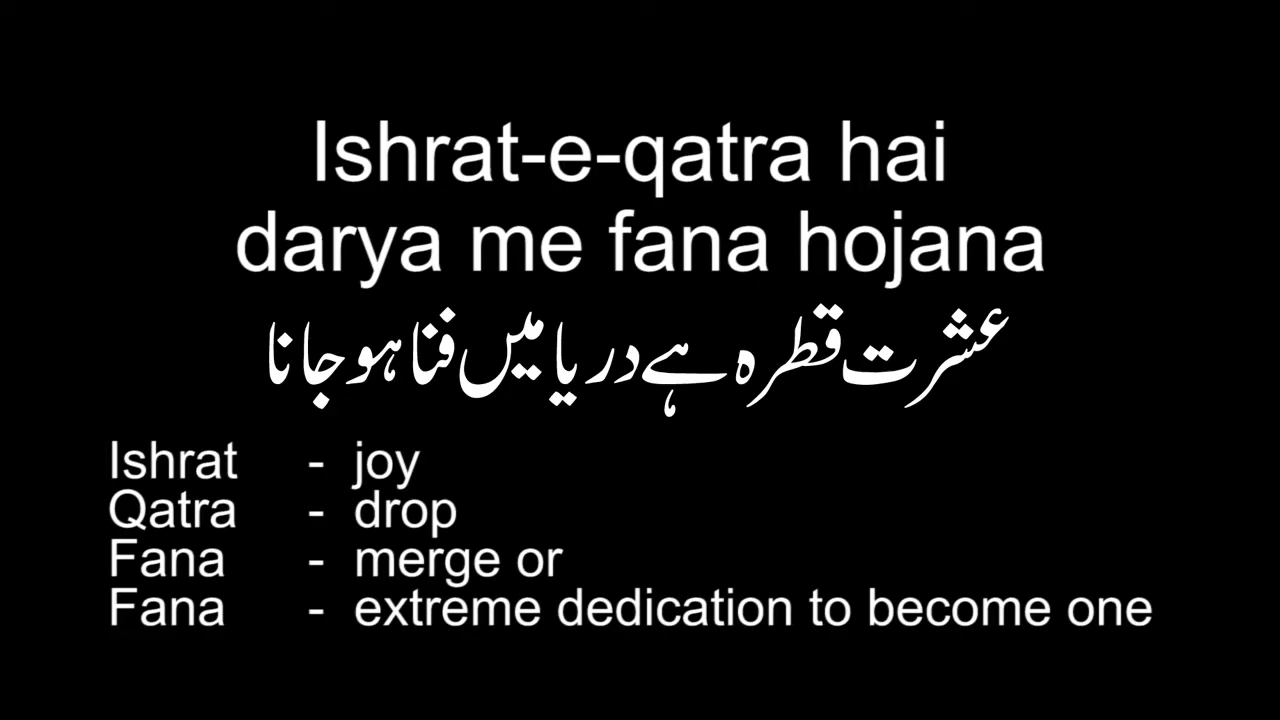 Ishrat-e-qatra hai
darya me fana hojana
عشرت قطرہ ہے دریا میں فنا ہو جانا
Ishrat - joy
Qatra - drop
Fana - merge or
Fana - extreme dedication to become one